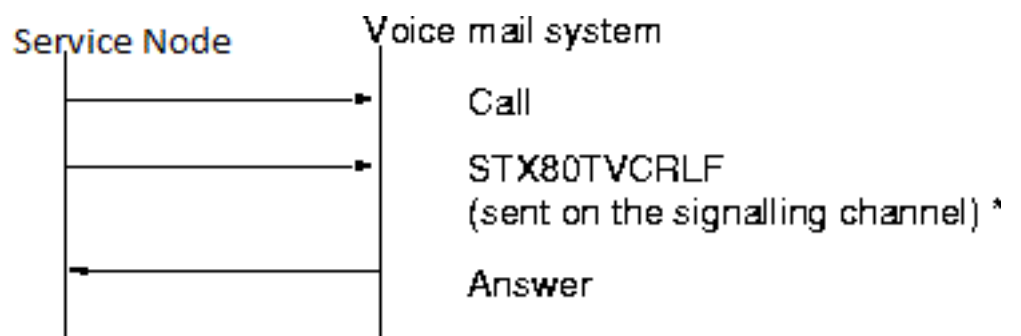 Service Node
Voice mail system
Call
STX80TVCRLF
(sent on the signalling channel) *
Answer